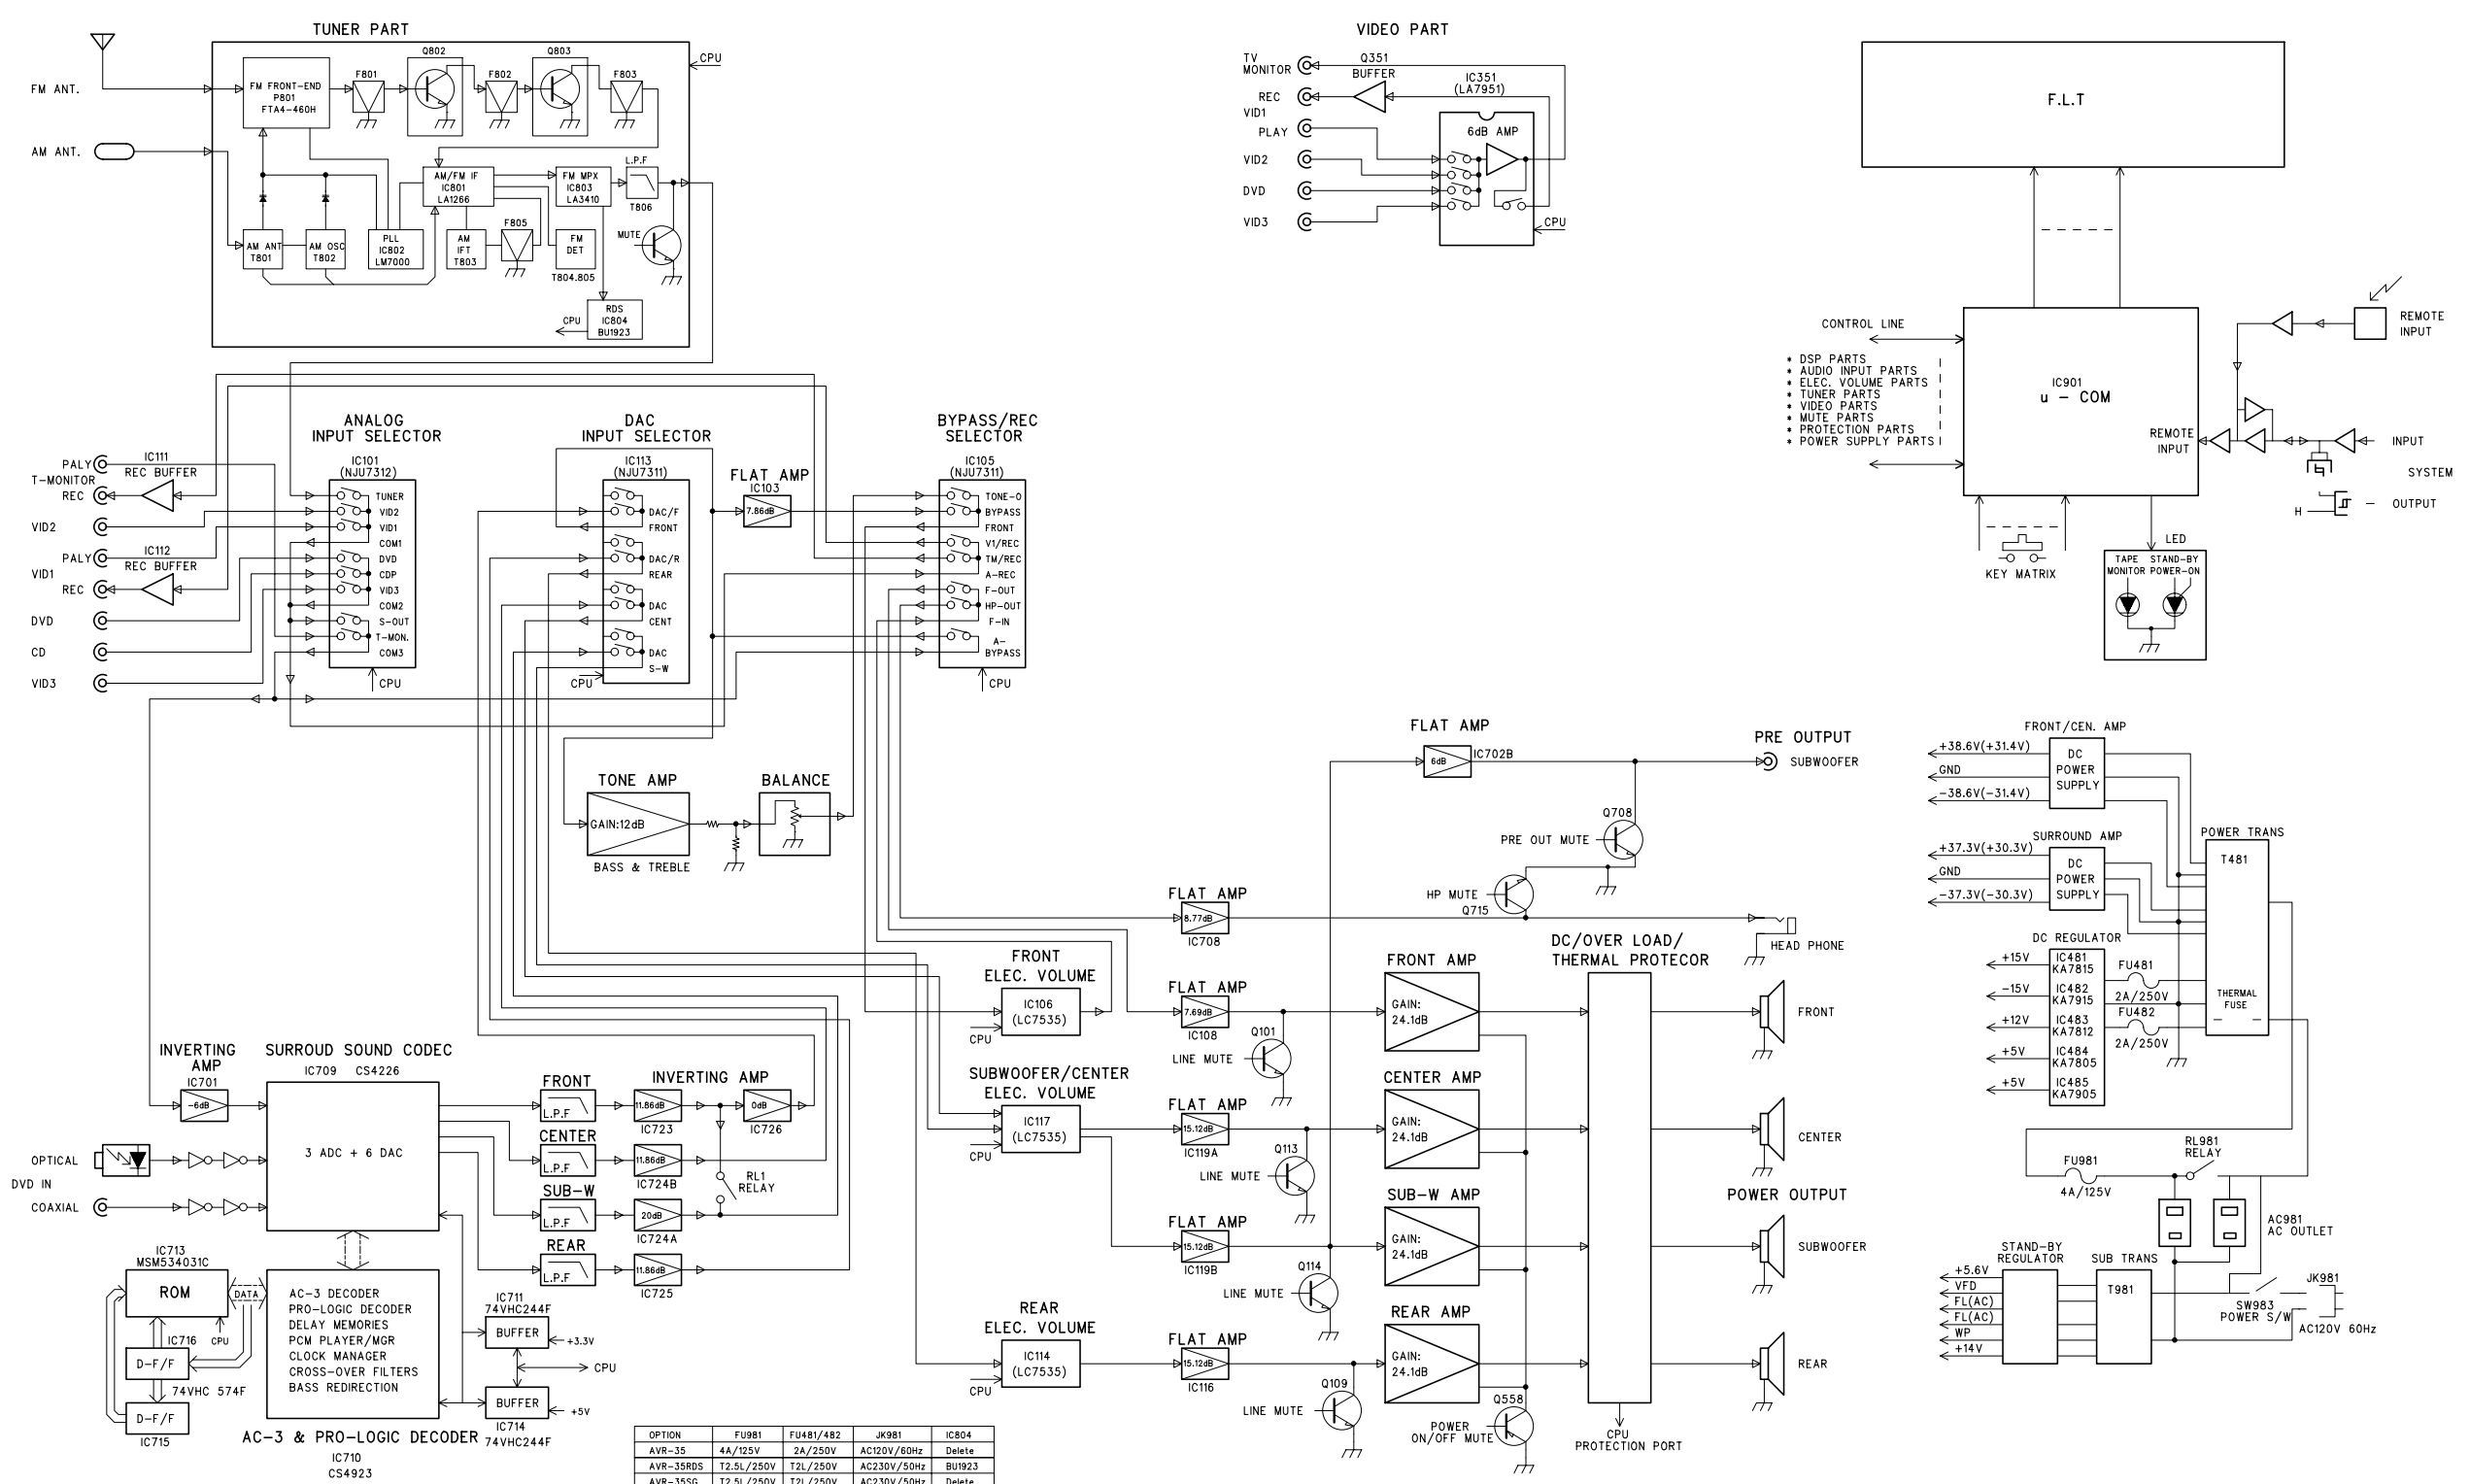 TUNER PART
FM ANT.
AM ANT.
FM FRONT-END
P801
FTA4-460H
F801
Q802
F802
Q803
F803
CPU
AM/FM IF
IC801
LA1266
FM MPX
IC803
LA3410
L.P.F
T806
AM ANT
T801
AM OSC
T802
PLL
IC802
LM7000
AM
IFT
T803
F805
FM
DET
T804.805
MUTE
RDS
IC804
BU1923
CPU
VIDEO PART
TV
MONITOR
REC
VID1
PLAY
VID2
DVD
VID3
Q351
BUFFER
IC351
(LA7951)
6dB AMP
CPU
F.L.T
CONTROL LINE
* DSP PARTS
* AUDIO INPUT PARTS
* ELEC. VOLUME PARTS
* TUNER PARTS
* VIDEO PARTS
* MUTE PARTS
* PROTECTION PARTS
* POWER SUPPLY PARTS
IC901
u - COM
REMOTE
INPUT
REMOTE
INPUT
INPUT
SYSTEM
OUTPUT
H
KEY MATRIX
LED
TAPE
MONITOR
STAND-BY
POWER-ON
ANALOG
INPUT SELECTOR
IC101
(NJU7312)
PALY
T-MONITOR
REC
IC111
REC BUFFER
VID2
PALY
VID1
REC
IC112
REC BUFFER
DVD
CD
VID3
TUNER
VID2
VID1
COM1
DVD
CDP
VID3
COM2
S-OUT
T-MON.
COM3
CPU
DAC
INPUT SELECTOR
IC113
(NJU7311)
DAC/F
FRONT
DAC/R
REAR
DAC
CENT
DAC
S-W
CPU
FLAT AMP
IC103
7.86dB
BYPASS/REC
SELECTOR
IC105
(NJU7311)
TONE-O
BYPASS
FRONT
V1/REC
TM/REC
A-REC
F-OUT
HP-OUT
F-IN
A-
BYPASS
CPU
TONE AMP
GAIN:12dB
BASS & TREBLE
BALANCE
FLAT AMP
6dB
IC702B
PRE OUTPUT
SUBWOOFER
Q708
PRE OUT MUTE
HP MUTE
Q715
FLAT AMP
8.77dB
IC708
HEAD PHONE
FRONT
ELEC. VOLUME
IC106
(LC7535)
CPU
FLAT AMP
7.69dB
IC108
Q101
LINE MUTE
FRONT AMP
GAIN:
24.1dB
DC/OVER LOAD/
THERMAL PROTECOR
FRONT
SUBWOOFER/CENTER
ELEC. VOLUME
IC117
(LC7535)
CPU
FLAT AMP
15.12dB
IC119A
Q113
LINE MUTE
CENTER AMP
GAIN:
24.1dB
CENTER
FLAT AMP
15.12dB
IC119B
Q114
LINE MUTE
SUB-W AMP
GAIN:
24.1dB
POWER OUTPUT
SUBWOOFER
REAR
ELEC. VOLUME
IC114
(LC7535)
CPU
FLAT AMP
15.12dB
IC116
Q109
LINE MUTE
REAR AMP
GAIN:
24.1dB
REAR
Q558
POWER
ON/OFF MUTE
CPU
PROTECTION PORT
INVERTING
AMP
IC701
-6dB
SURROUD SOUND CODEC
IC709 CS4226
3 ADC + 6 DAC
OPTICAL
DVD IN
COAXIAL
FRONT
L.P.F
CENTER
L.P.F
SUB-W
L.P.F
REAR
L.P.F
INVERTING AMP
11.86dB
IC723
0dB
IC726
11.86dB
IC724B
20dB
IC724A
11.86dB
IC725
RL1
RELAY
IC713
MSM534031C
ROM
DATA
CPU
IC716
D-F/F
74VHC 574F
D-F/F
IC715
AC-3 DECODER
PRO-LOGIC DECODER
DELAY MEMORIES
PCM PLAYER/MGR
CLOCK MANAGER
CROSS-OVER FILTERS
BASS REDIRECTION
AC-3 & PRO-LOGIC DECODER
IC710
CS4923
IC711
74VHC244F
BUFFER
+3.3V
CPU
BUFFER
+5V
IC714
74VHC244F
OPTION FU981 FU481/482 JK981 IC804
AVR-35 4A/125V 2A/250V AC120V/60Hz Delete
AVR-35RDS T2.5L/250V T2L/250V AC230V/50Hz BU1923
AVR-35SG T2.5L/250V T2L/250V AC230V/50Hz Delete
FRONT/CEN. AMP
+38.6V(+31.4V)
GND
-38.6V(-31.4V)
DC
POWER
SUPPLY
SURROUND AMP
+37.3V(+30.3V)
GND
-37.3V(-30.3V)
DC
POWER
SUPPLY
POWER TRANS
T481
THERMAL
FUSE
DC REGULATOR
+15V
IC481
KA7815
-15V
IC482
KA7915
+12V
IC483
KA7812
+5V
IC484
KA7805
+5V
IC485
KA7905
FU481
2A/250V
FU482
2A/250V
FU981
4A/125V
RL981
RELAY
AC981
AC OUTLET
STAND-BY
REGULATOR
SUB TRANS
T981
+5.6V
VFD
FL(AC)
FL(AC)
WP
+14V
SW983
POWER S/W
JK981
AC120V 60Hz